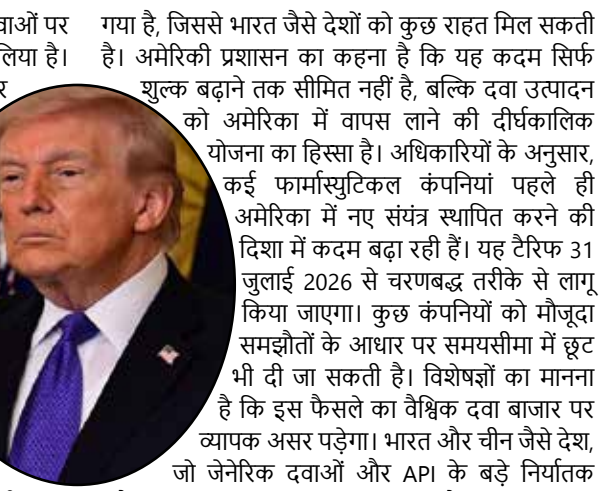 वाओं पर
लिया है।
र
गया है, जिससे भारत जैसे देशों को कुछ राहत मिल सकती
है। अमेरिकी प्रशासन का कहना है कि यह कदम सिर्फ
शुल्क बढ़ाने तक सीमित नहीं है, बल्कि दवा उत्पादन
को अमेरिका में वापस लाने की दीर्घकालिक
योजना का हिस्सा है। अधिकारियों के अनुसार,
कई फार्मास्युटिकल कंपनियां पहले ही
अमेरिका में नए संयंत्र स्थापित करने की
दिशा में कदम बढ़ा रही हैं। यह टैरिफ 31
जुलाई 2026 से चरणबद्ध तरीके से लागू
किया जाएगा। कुछ कंपनियों को मौजूदा
समझौतों के आधार पर समयसीमा में छूट
भी दी जा सकती है। विशेषज्ञों का मानना
है कि इस फैसले का वैश्विक दवा बाजार पर
व्यापक असर पड़ेगा। भारत और चीन जैसे देश,
जो जेनेरिक दवाओं और API के बड़े निर्यातक